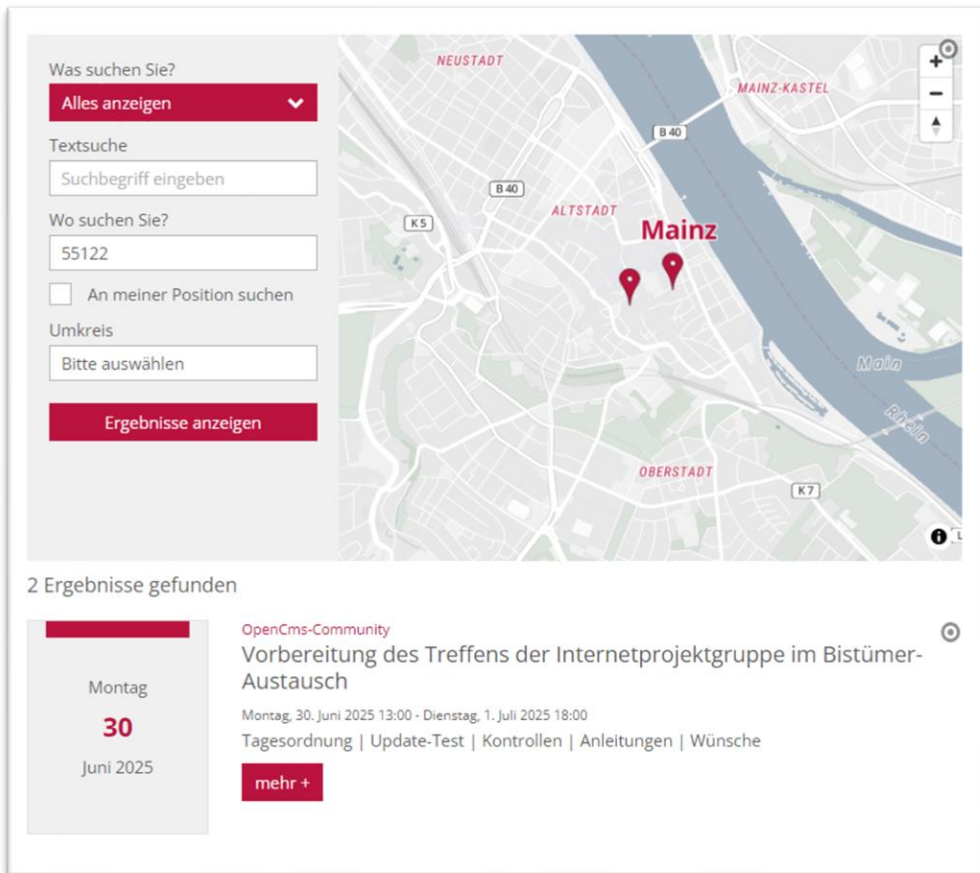 Was suchen Sie?
Alles anzeigen
Textsuche
Suchbegriff eingeben
Wo suchen Sie?
55122
An meiner Position suchen
Umkreis
Bitte auswählen
Ergebnisse anzeigen
NEUSTADT
MAINZ-KASTEL
B 40
B 40
ALTSTADT
K 5
Mainz
Main
Rhein
OBERSTADT
K 7
L
2 Ergebnisse gefunden
Montag
30
Juni 2025
OpenCms-Community
Vorbereitung des Treffens der Internetprojektgruppe im Bistümer-
Austausch
Montag, 30. Juni 2025 13:00 - Dienstag, 1. Juli 2025 18:00
Tagesordnung | Update-Test | Kontrollen | Anleitungen | Wünsche
mehr +